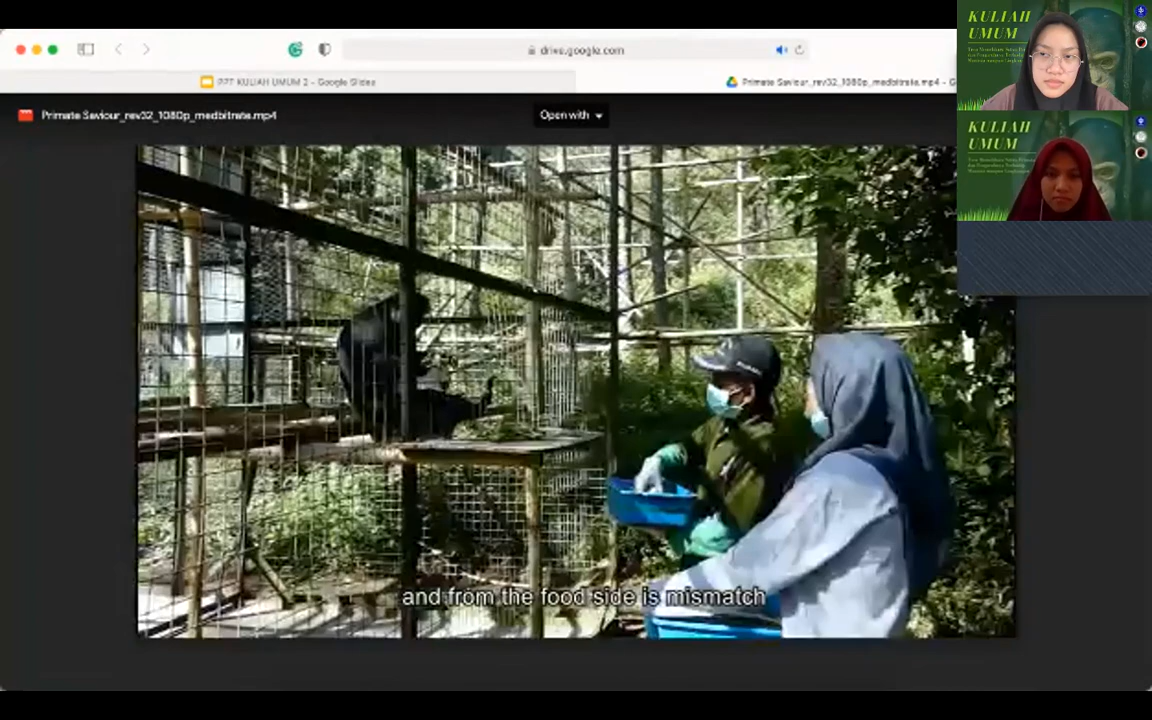 drive.google.com
PPT KULIAH UMUM 2 - Google Slides
Primate Saviour_rev32_1080p_medbitrate.mp4 - G
Primate Saviour_rev32_1080p_medbitrate.mp4
Open with
and from the food side is mismatch
KULIAH
UMUM
KULIAH
UMUM